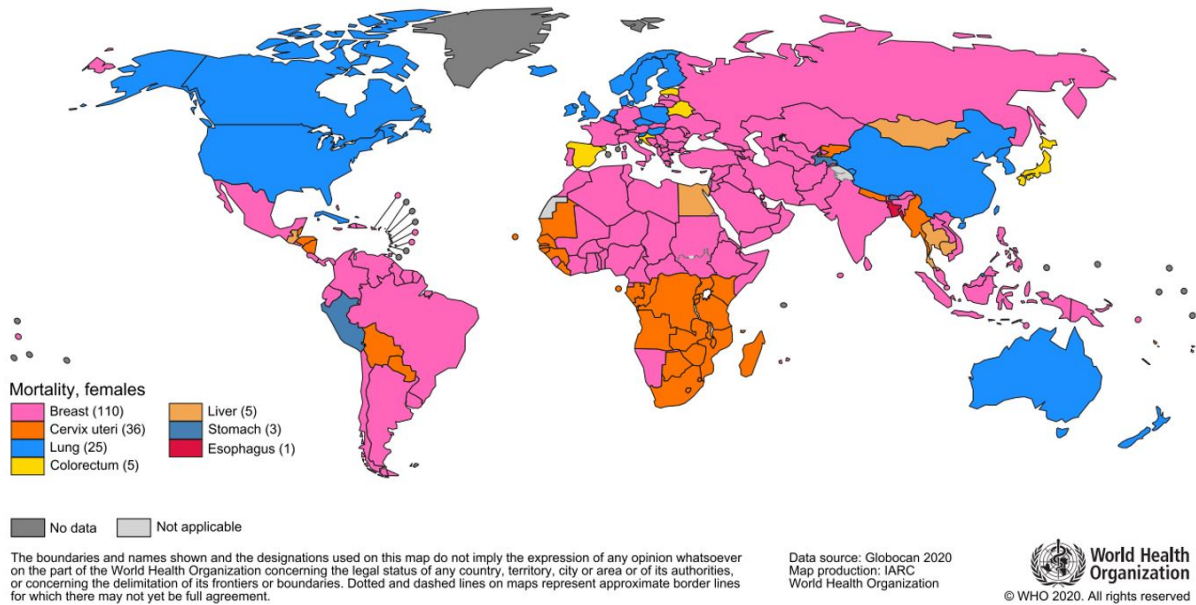 Mortality, females
Breast (110)
Cervix uteri (36)
Lung (25)
Colorectum (5)
Liver (5)
Stomach (3)
Esophagus (1)
No data
Not applicable
The boundaries and names shown and the designations used on this map do not imply the expression of any opinion whatsoever
on the part of the World Health Organization concerning the legal status of any country, territory, city or area or of its authorities,
or concerning the delimitation of its frontiers or boundaries. Dotted and dashed lines on maps represent approximate border lines
for which there may not yet be full agreement.
Data source: Globocan 2020
Map production: IARC
World Health Organization
World Health
Organization
© WHO 2020. All rights reserved